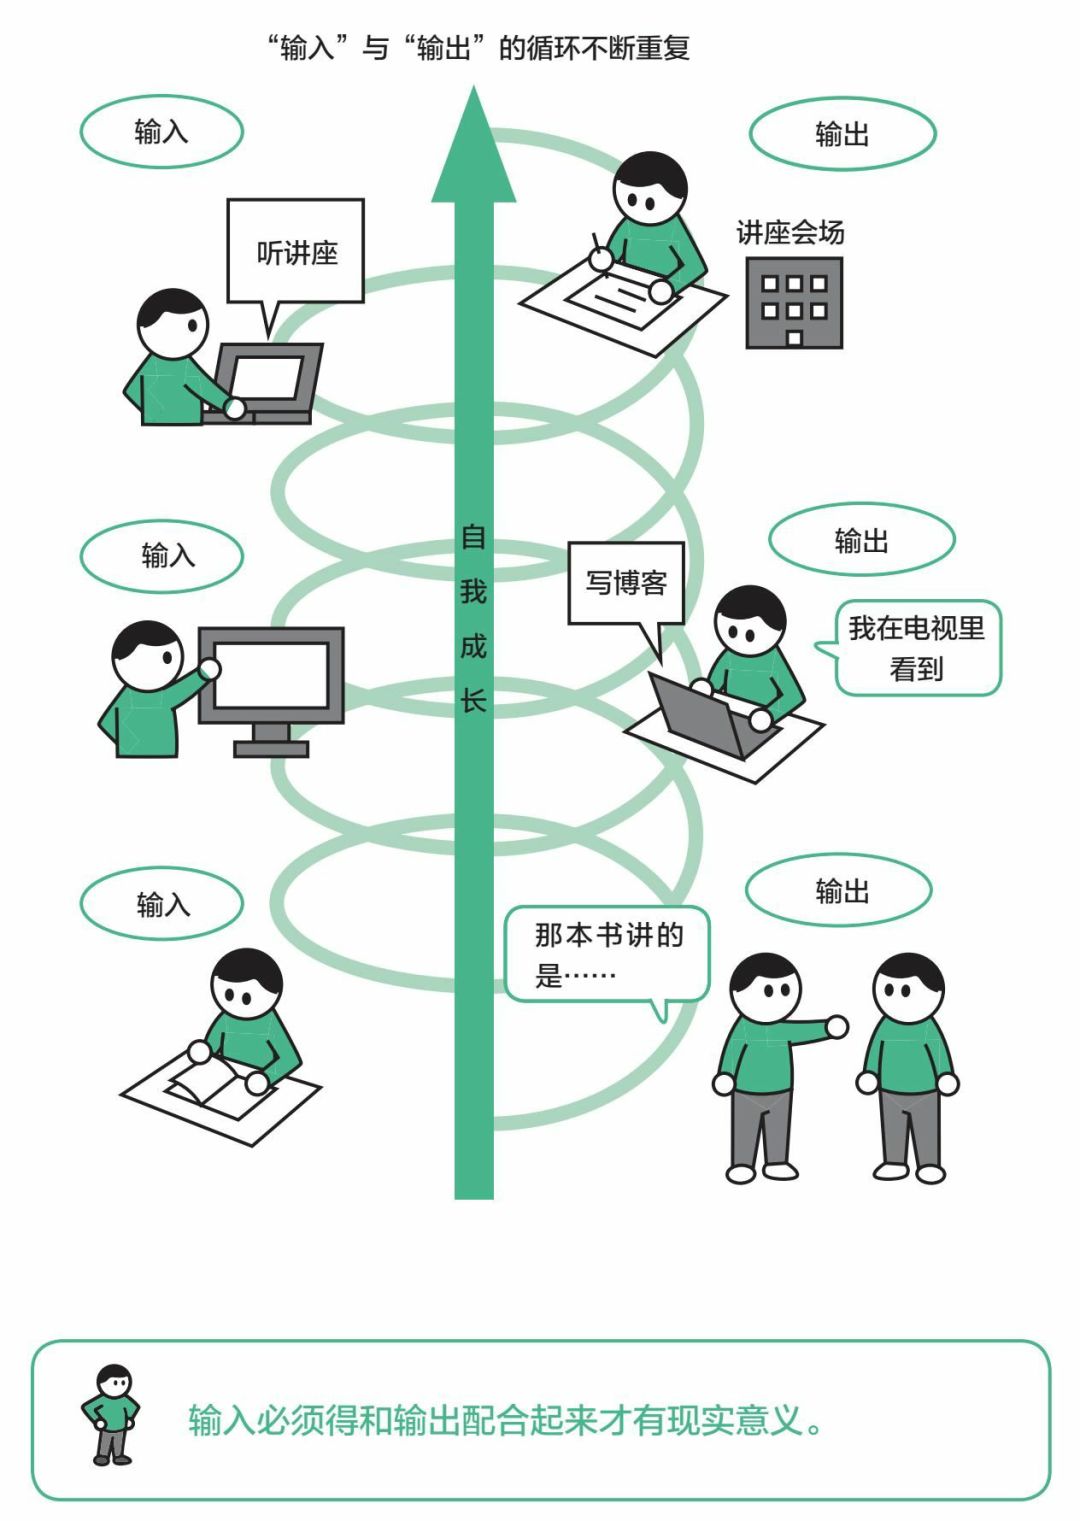 “输入”与“输出”的循环不断重复
输入
输出
听讲座
讲座会场
自
我
成
长
输入
输出
写博客
我在电视里
看到
输入
输出
那本书讲的
是……
输入必须得和输出配合起来才有现实意义。